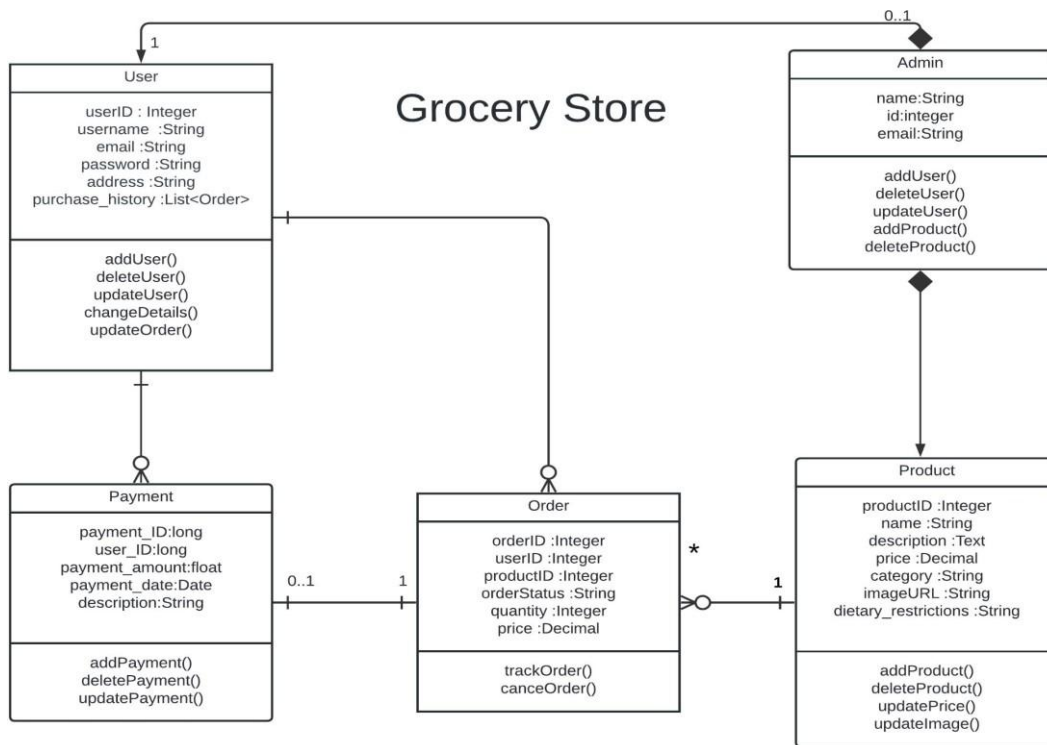 0..1
1
User
userID : Integer
username :String
email :String
password :String
address :String
purchase_history :List<Order>
addUser()
deleteUser()
updateUser()
changeDetails()
updateOrder()
Grocery Store
Admin
name:String
id:integer
email:String
addUser()
deleteUser()
updateUser()
addProduct()
deleteProduct()
Payment
payment_ID:long
user_ID:long
payment_amount:float
payment_date:Date
description:String
addPayment()
deletePayment()
updatePayment()
0..1
1
Order
orderID :Integer
userID :Integer
productID :Integer
orderStatus :String
quantity :Integer
price :Decimal
trackOrder()
canceOrder()
*
1
Product
productID :Integer
name :String
description :Text
price :Decimal
category :String
imageURL :String
dietary_restrictions :String
addProduct()
deleteProduct()
updatePrice()
updateImage()